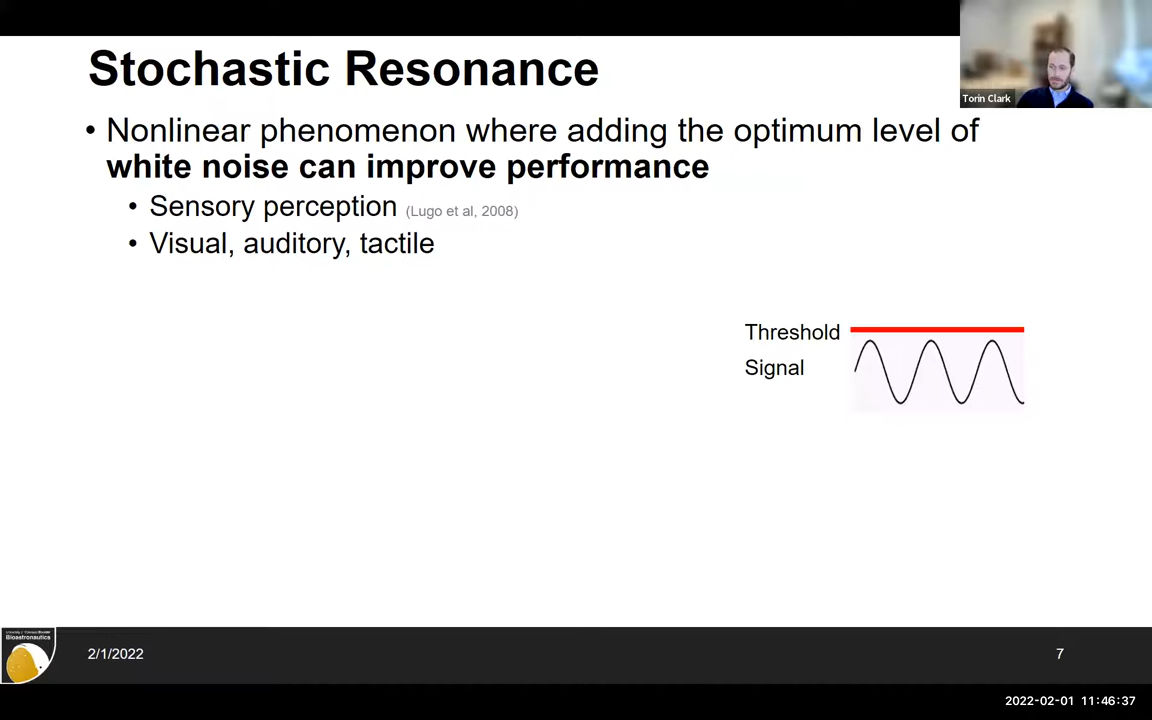 Stochastic Resonance
Torin Clark
• Nonlinear phenomenon where adding the optimum level of
white noise can improve performance
• Sensory perception (Lugo et al, 2008)
• Visual, auditory, tactile
Threshold
Signal
Bioastronautics
2/1/2022
7
2022-02-01 11:46:37